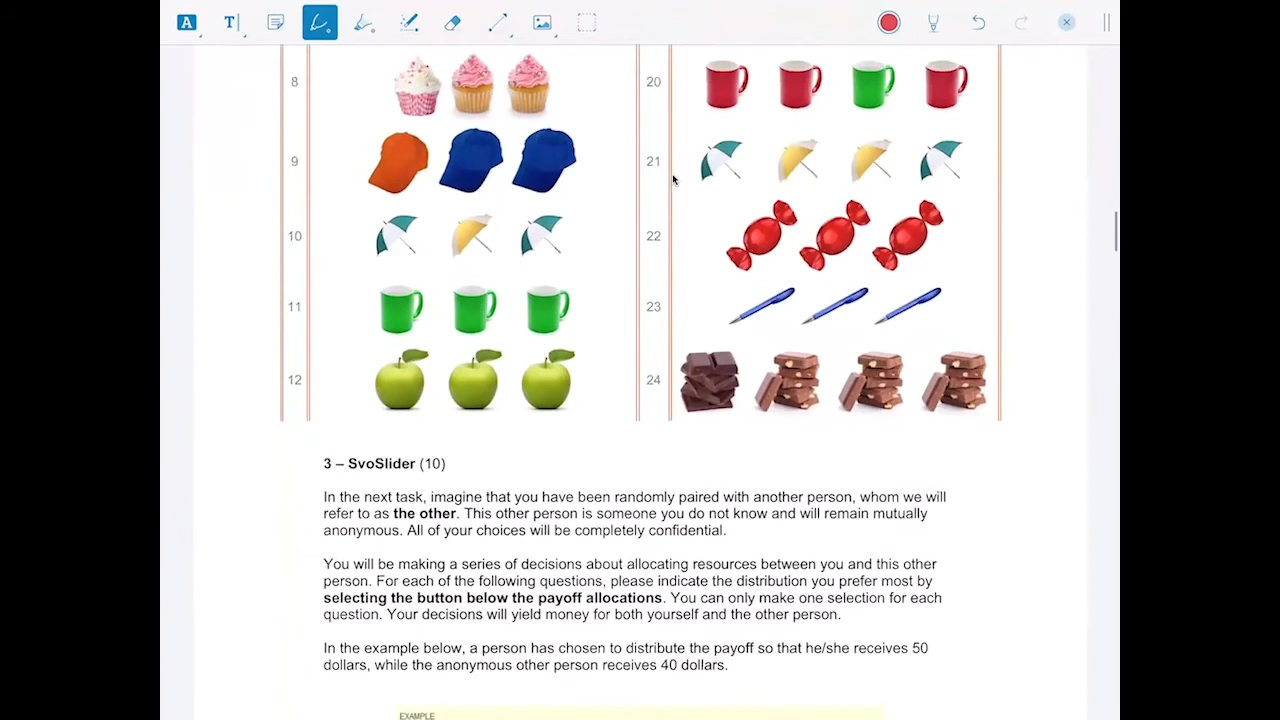 A T
8 20
9 21
10 22
11 23
12 24
3 – SvoSlider (10)
In the next task, imagine that you have been randomly paired with another person, whom we will
refer to as the other. This other person is someone you do not know and will remain mutually
anonymous. All of your choices will be completely confidential.
You will be making a series of decisions about allocating resources between you and this other
person. For each of the following questions, please indicate the distribution you prefer most by
selecting the button below the payoff allocations. You can only make one selection for each
question. Your decisions will yield money for both yourself and the other person.
In the example below, a person has chosen to distribute the payoff so that he/she receives 50
dollars, while the anonymous other person receives 40 dollars.
EXAMPLE